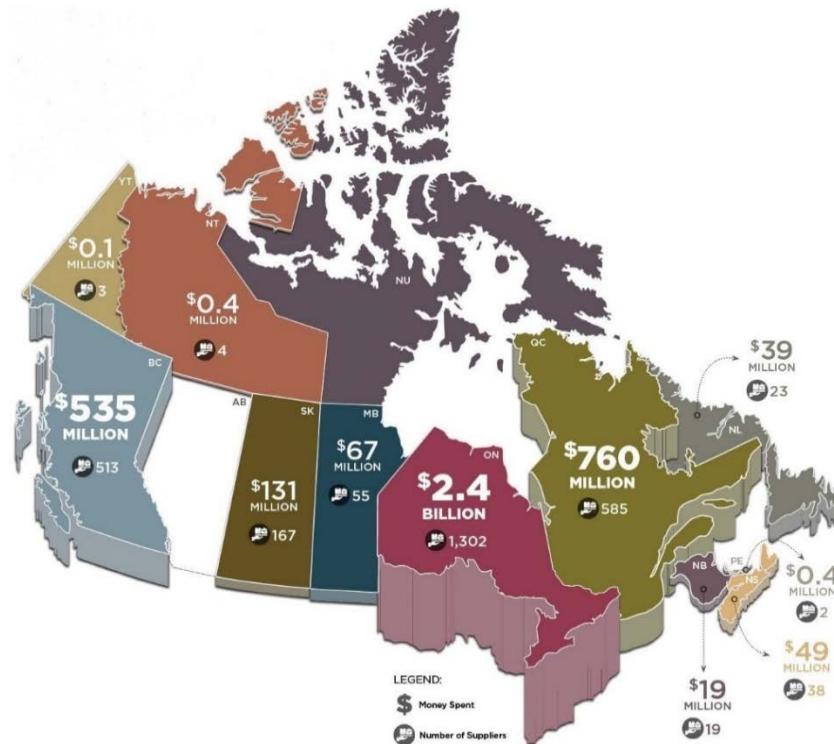 YT
$0.1
MILLION
3
NT
$0.4
MILLION
4
NU
BC
$535
MILLION
513
AB
SK
$131
MILLION
167
MB
$67
MILLION
55
ON
$2.4
BILLION
1,302
QC
$760
MILLION
585
$39
MILLION
23
NL
NB
PE
NS
$0.4
MILLION
2
$49
MILLION
38
$19
MILLION
19
LEGEND:
$ Money Spent
Number of Suppliers